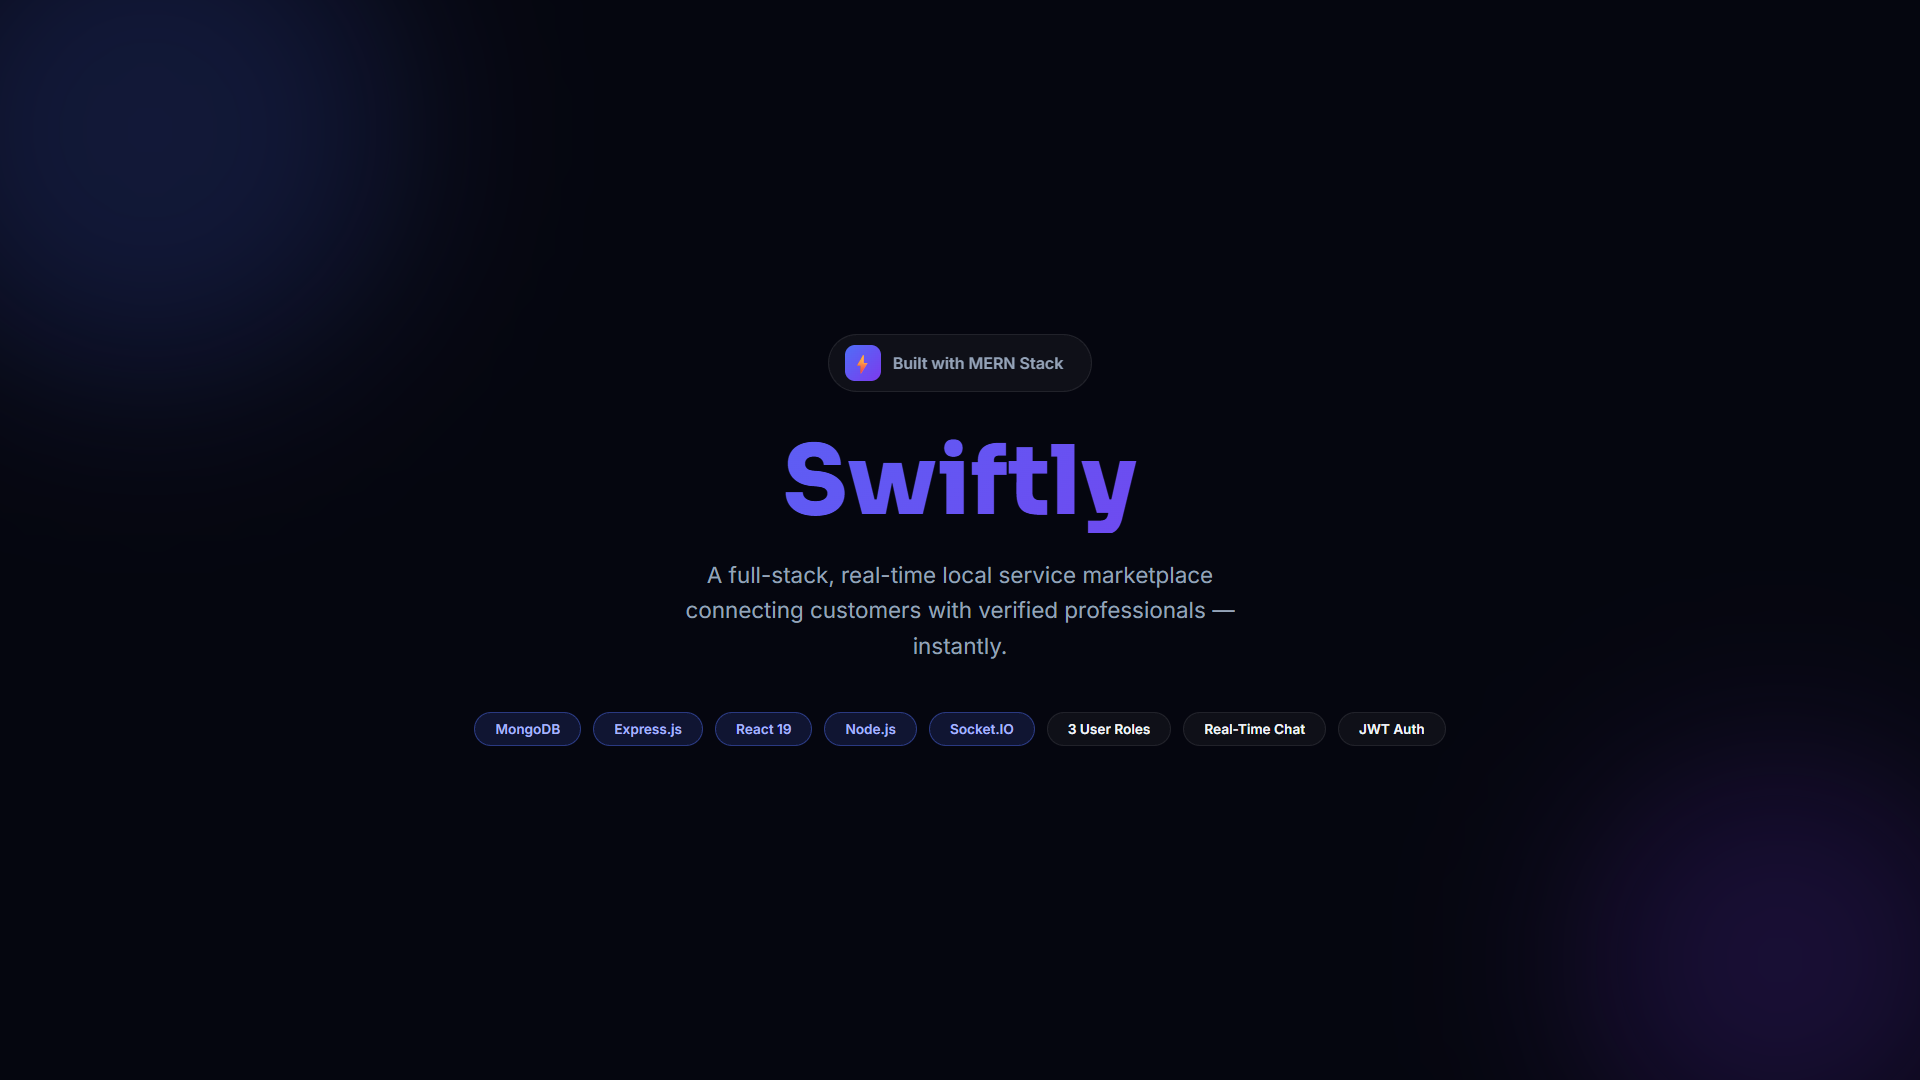 Built with MERN Stack
Swiftly
A full-stack, real-time local service marketplace
connecting customers with verified professionals —
instantly.
MongoDB Express.js React 19 Node.js Socket.IO 3 User Roles Real-Time Chat JWT Auth